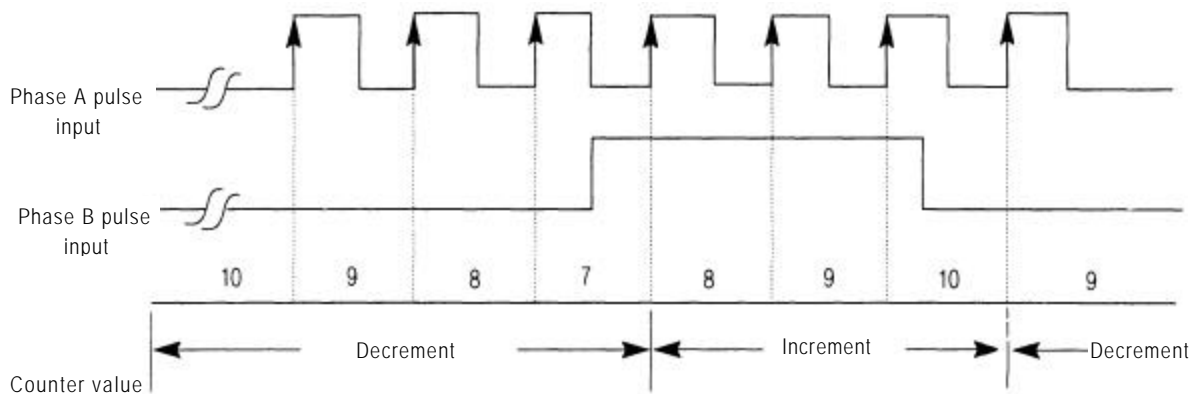 Phase A pulse
input
Phase B pulse
input
10 9 8 7 8 9 10 9
Decrement Increment Decrement
Counter value